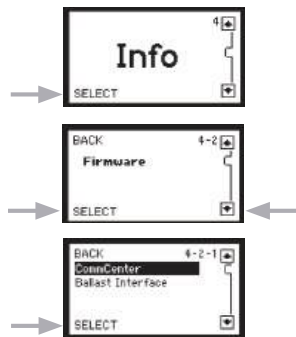 4
Info
SELECT
BACK 4-2
Firmware
SELECT
BACK 4-2-1
CommCenter
Ballast Interface
SELECT